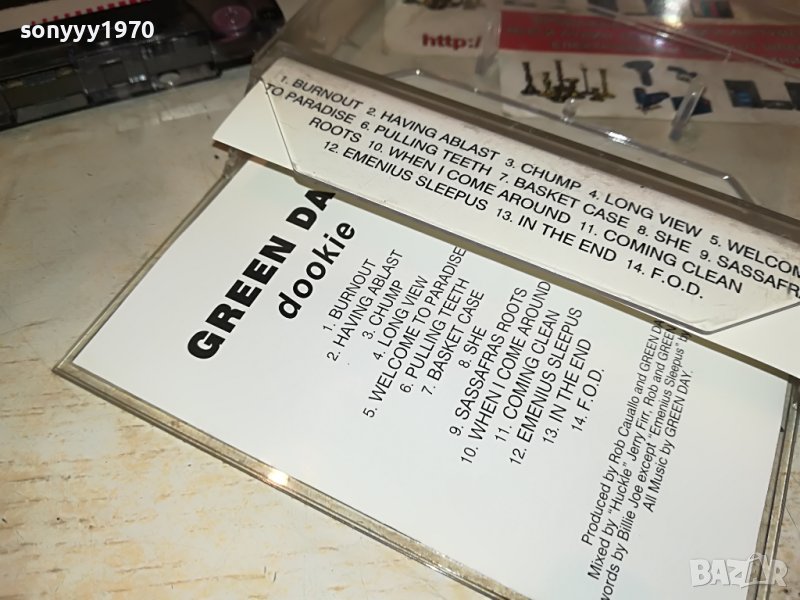 sonyyy1970
http:/
1. BURNOUT 2. HAVING ABLAST 3. CHUMP 4. LONG VIEW 5. WELCOM
TO PARADISE 6. PULLING TEETH 7. BASKET CASE 8. SHE 9. SASSAFRAS
ROOTS 10. WHEN I COME AROUND 11. COMING CLEAN
12. EMENIUS SLEEPUS 13. IN THE END 14. F.O.D.
GREEN DA
dookie
1. BURNOUT
2. HAVING ABLAST
3. CHUMP
4. LONG VIEW
5. WELCOME TO PARADISE
6. PULLING TEETH
7. BASKET CASE
8. SHE
9. SASSAFRAS ROOTS
10. WHEN I COME AROUND
11. COMING CLEAN
12. EMENIUS SLEEPUS
13. IN THE END
14. F.O.D.
Produced by Rob Cauallo and GREEN DA
Mixed by "Huckle" Jerry Firr, Rob and GREEN
words by Billie Joe except "Emenius Sleepus" by
All Music by GREEN DAY.
BAZAR